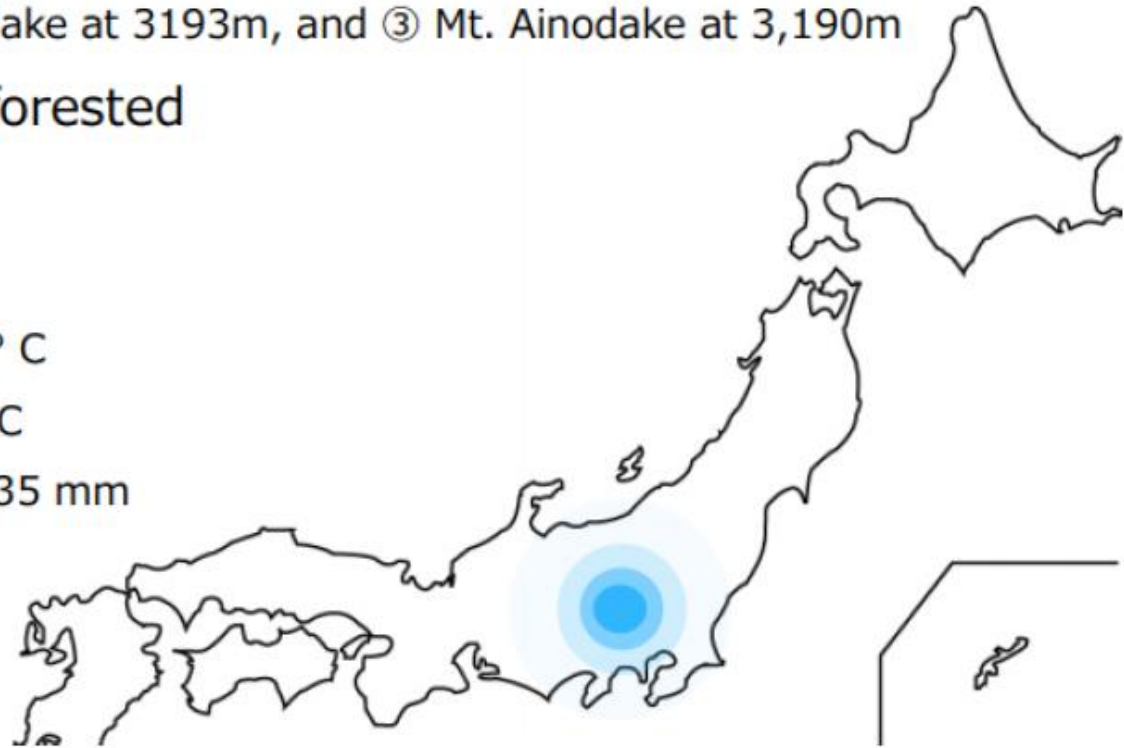 ake at 3193m, and ③ Mt. Ainodake at 3,190m
forested
° C
C
35 mm